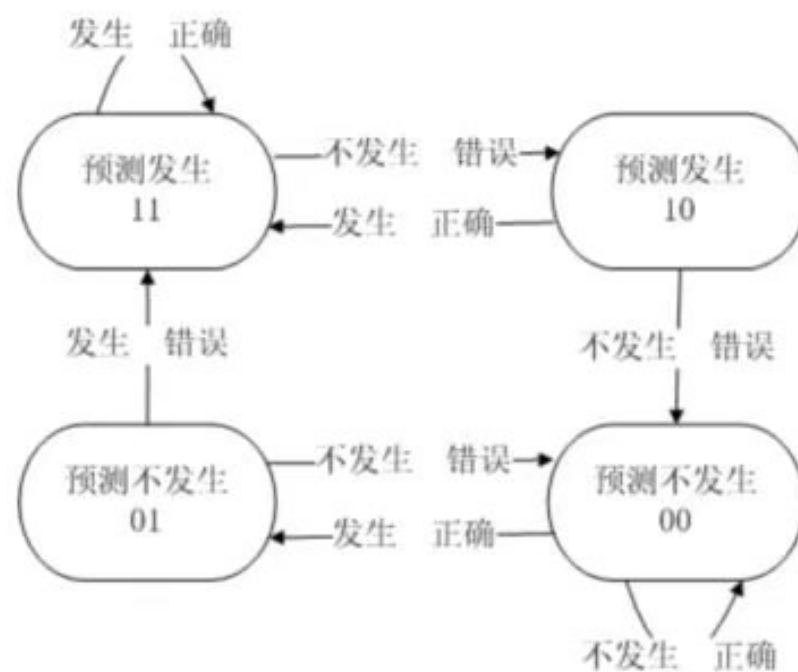 发生 正确
预测发生
11
不发生 错误
发生 正确
预测发生
10
发生 错误
不发生 错误
预测不发生
01
不发生 错误
发生 正确
预测不发生
00
不发生 正确